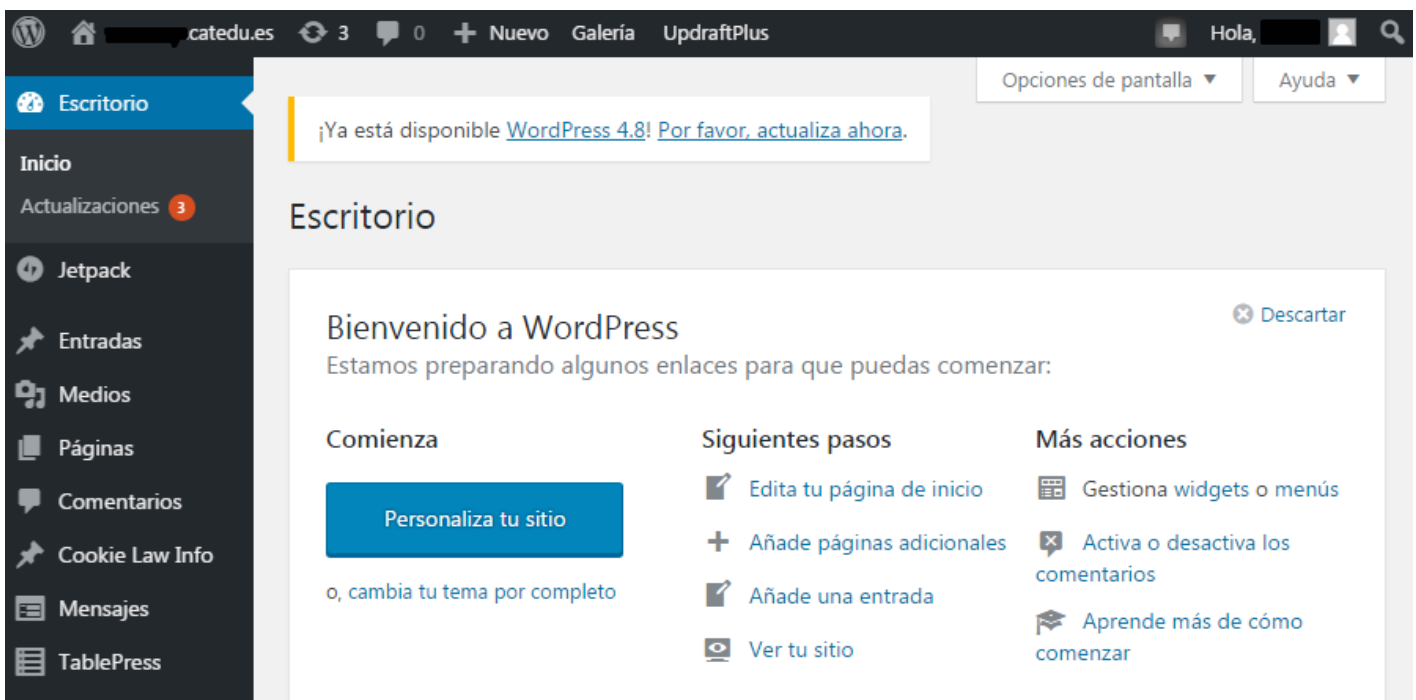 .catedu.es 3 0 + Nuevo Galería UpdraftPlus Hola,
Opciones de pantalla ▼ Ayuda ▼
Escritorio
Inicio
Actualizaciones 3
Jetpack
Entradas
Medios
Páginas
Comentarios
Cookie Law Info
Mensajes
TablePress
¡Ya está disponible WordPress 4.8! Por favor, actualiza ahora.
Escritorio
Bienvenido a WordPress
Descartar
Estamos preparando algunos enlaces para que puedas comenzar:
Comienza
Personaliza tu sitio
o, cambia tu tema por completo
Siguientes pasos
Edita tu página de inicio
Añade páginas adicionales
Añade una entrada
Ver tu sitio
Más acciones
Gestiona widgets o menús
Activa o desactiva los
comentarios
Aprende más de cómo
comenzar